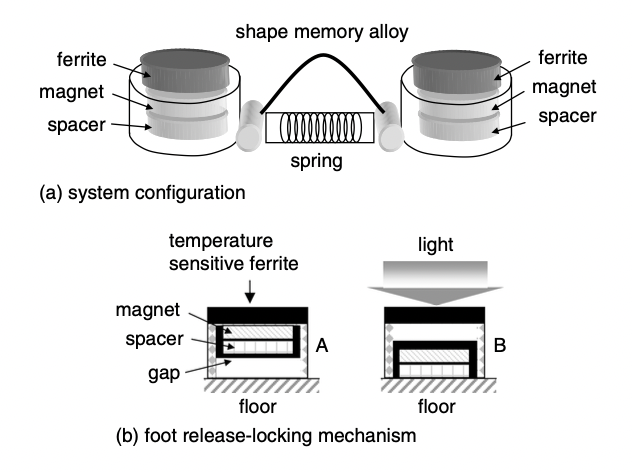 shape memory alloy
ferrite
magnet
spacer
ferrite
magnet
spacer
spring
(a) system configuration
temperature
sensitive ferrite
light
magnet
spacer
gap
A
B
floor
floor
(b) foot release-locking mechanism